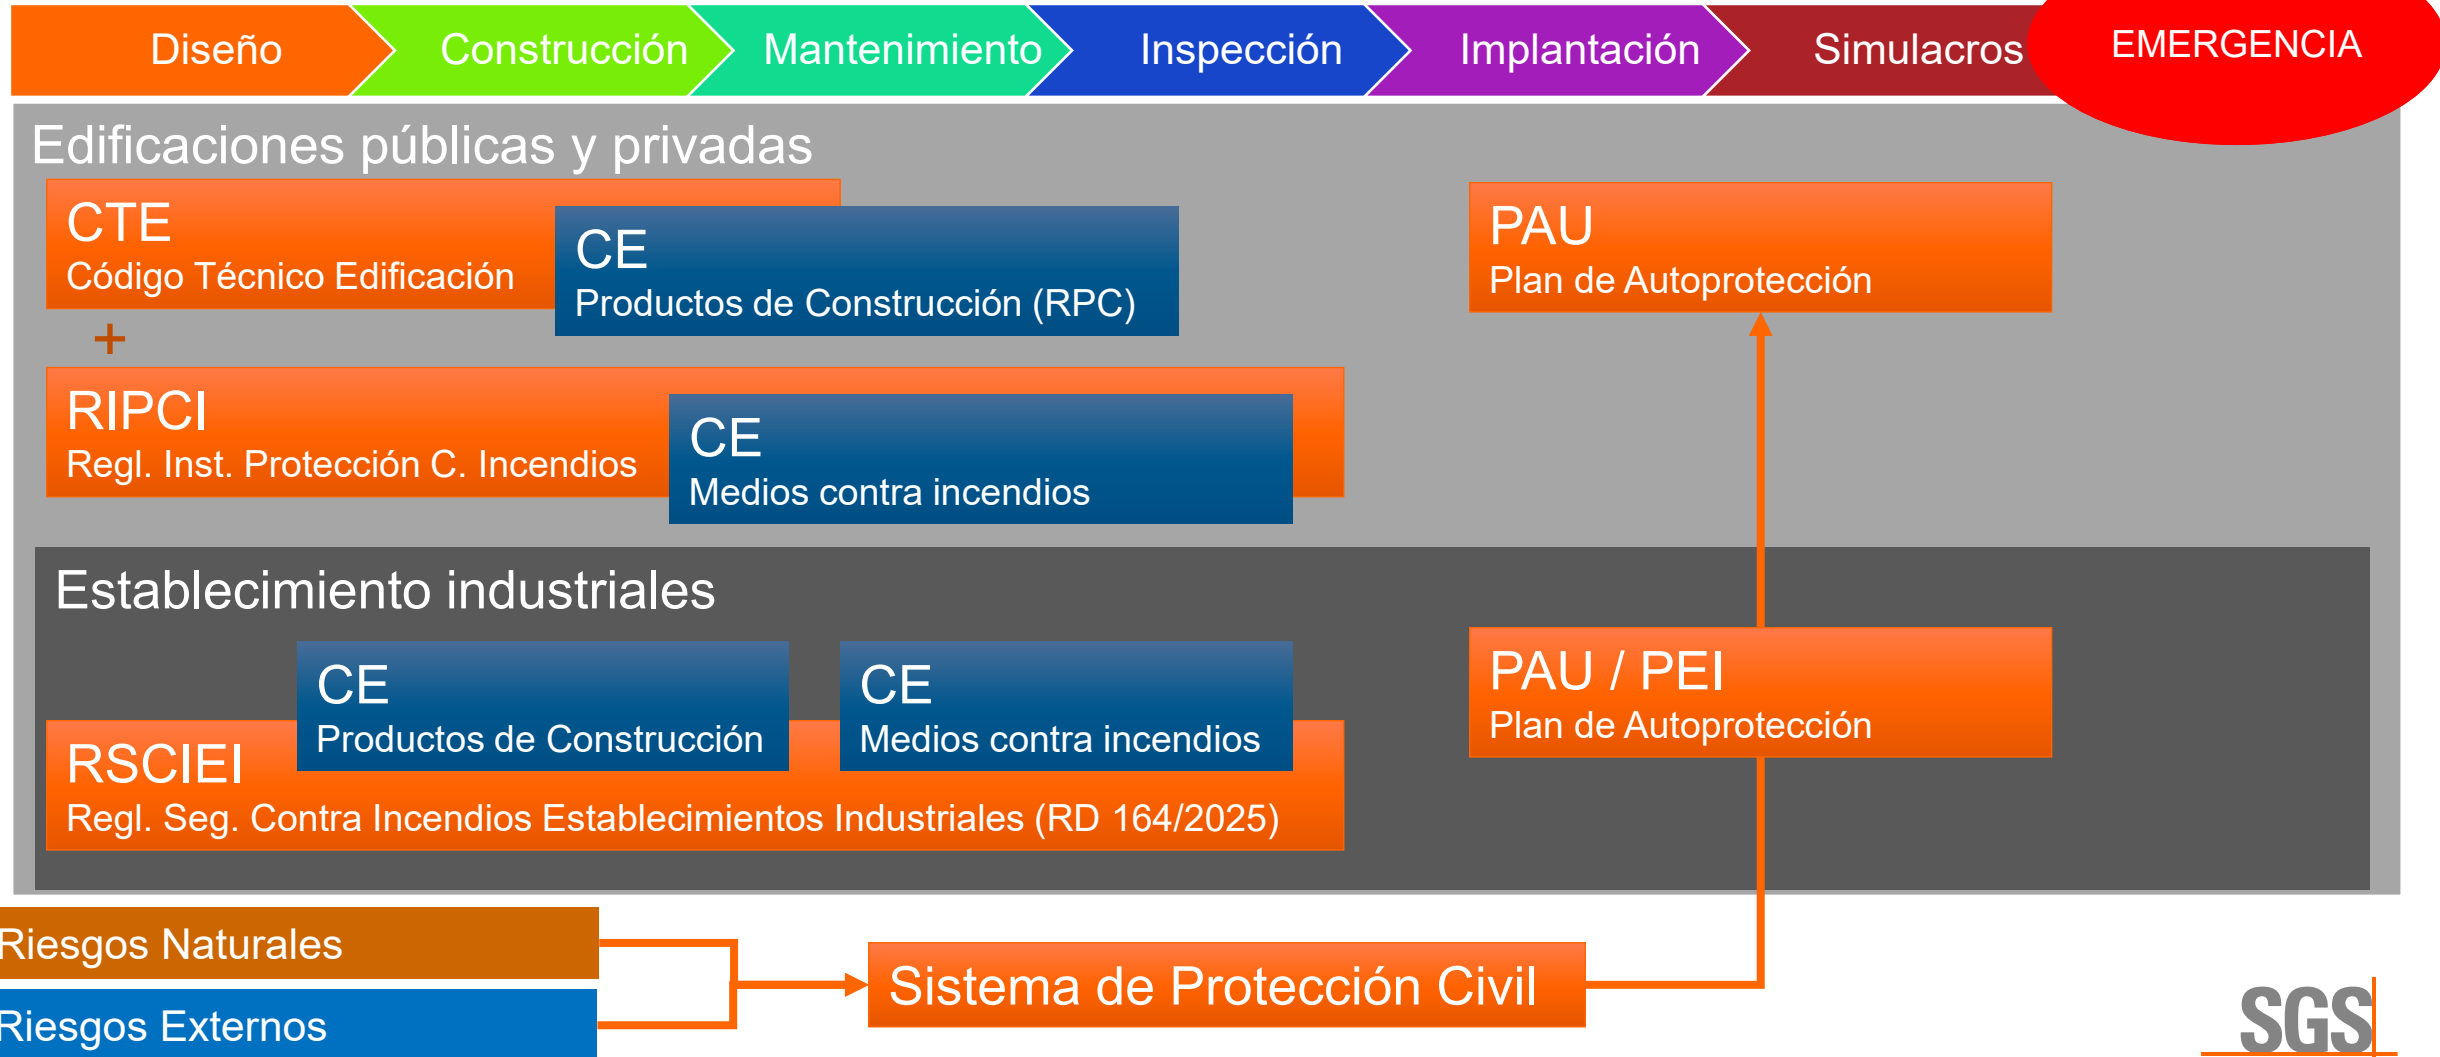 Diseño
Construcción
Mantenimiento
Inspección
Implantación
Simulacros
EMERGENCIA
Edificaciones públicas y privadas
CTE
Código Técnico Edificación
CE
Productos de Construcción (RPC)
PAU
Plan de Autoprotección
+
RIPCI
Regl. Inst. Protección C. Incendios
CE
Medios contra incendios
Establecimiento industriales
CE
Productos de Construcción
CE
Medios contra incendios
PAU / PEI
Plan de Autoprotección
RSCIEI
Regl. Seg. Contra Incendios Establecimientos Industriales (RD 164/2025)
Riesgos Naturales
Sistema de Protección Civil
Riesgos Externos
SGS